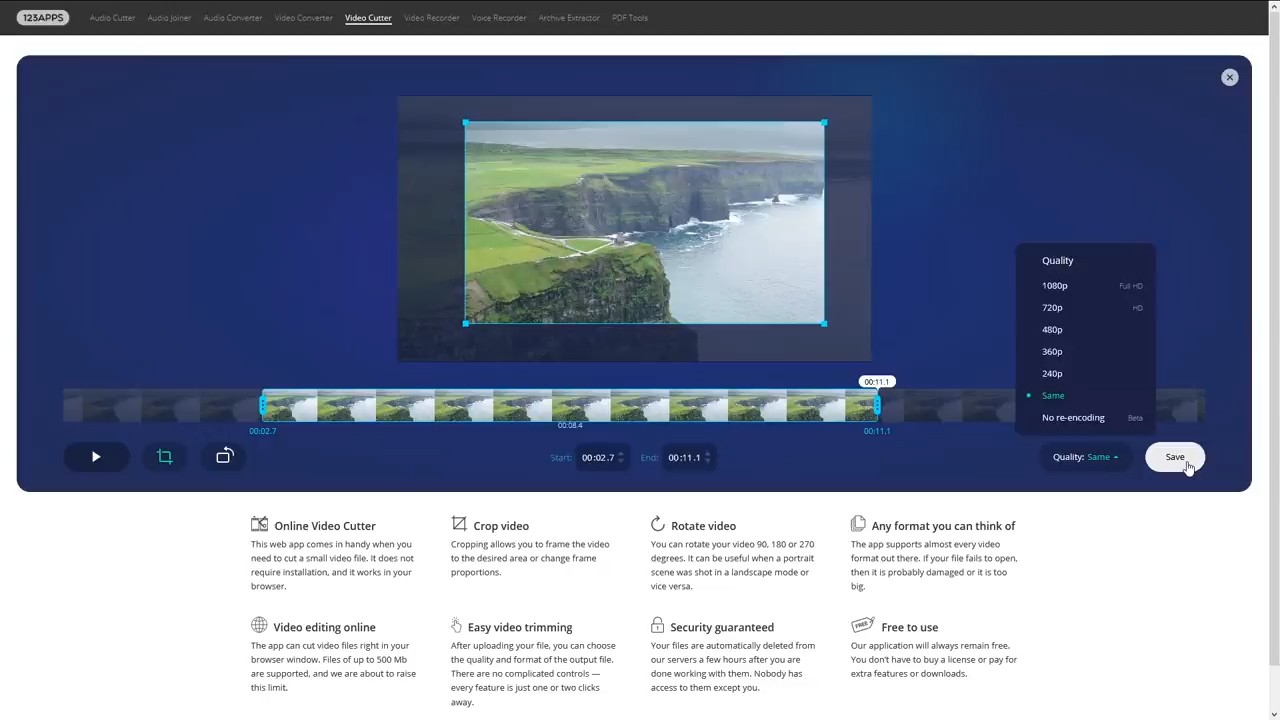 123APPS
Audio Cutter
Audio Joiner
Audio Converter
Video Converter
Video Cutter
Video Recorder
Voice Recorder
Archive Extractor
PDF Tools
Quality
1080p Full HD
720p HD
480p
360p
240p
Same
No re-encoding Beta
00:11.1
00:08.4
00:02.7
00:11.1
Start: 00:02.7
End: 00:11.1
Quality: Same
Save
Online Video Cutter
This web app comes in handy when you
need to cut a small video file. It does not
require installation, and it works in your
browser.
Crop video
Cropping allows you to frame the video
to the desired area or change frame
proportions.
Rotate video
You can rotate your video 90, 180 or 270
degrees. It can be useful when a portrait
scene was shot in a landscape mode or
vice versa.
Any format you can think of
The app supports almost every video
format out there. If your file fails to open,
then it is probably damaged or it is too
big.
Video editing online
The app can cut video files right in your
browser window. Files of up to 500 Mb
are supported, and we are about to raise
this limit.
Easy video trimming
After uploading your file, you can choose
the quality and format of the output file.
There are no complicated controls —
every feature is just one or two clicks
away.
Security guaranteed
Your files are automatically deleted from
our servers a few hours after you are
done working with them. Nobody has
access to them except you.
FREE
Free to use
Our application will always remain free.
You don't have to buy a license or pay for
extra features or downloads.